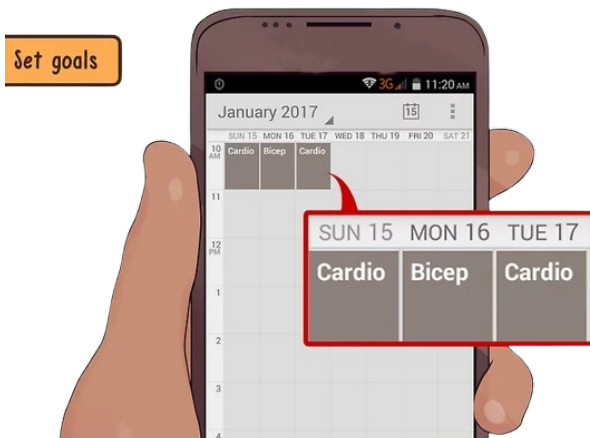 Set goals
3G 11:20 AM
January 2017 15
SUN 15 MON 16 TUE 17 WED 18 THU 19 FRI 20 SAT 21
10 AM Cardio Bicep Cardio
11
12 PM
1
2
3
4
SUN 15 MON 16 TUE 17
Cardio Bicep Cardio